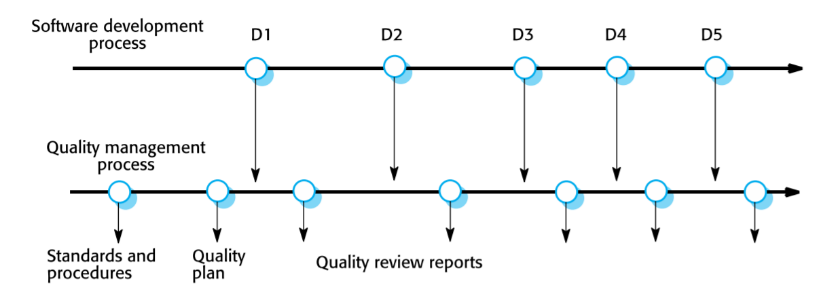 Software development
process
D1
D2
D3
D4
D5
Quality management
process
Standards and
procedures
Quality
plan
Quality review reports